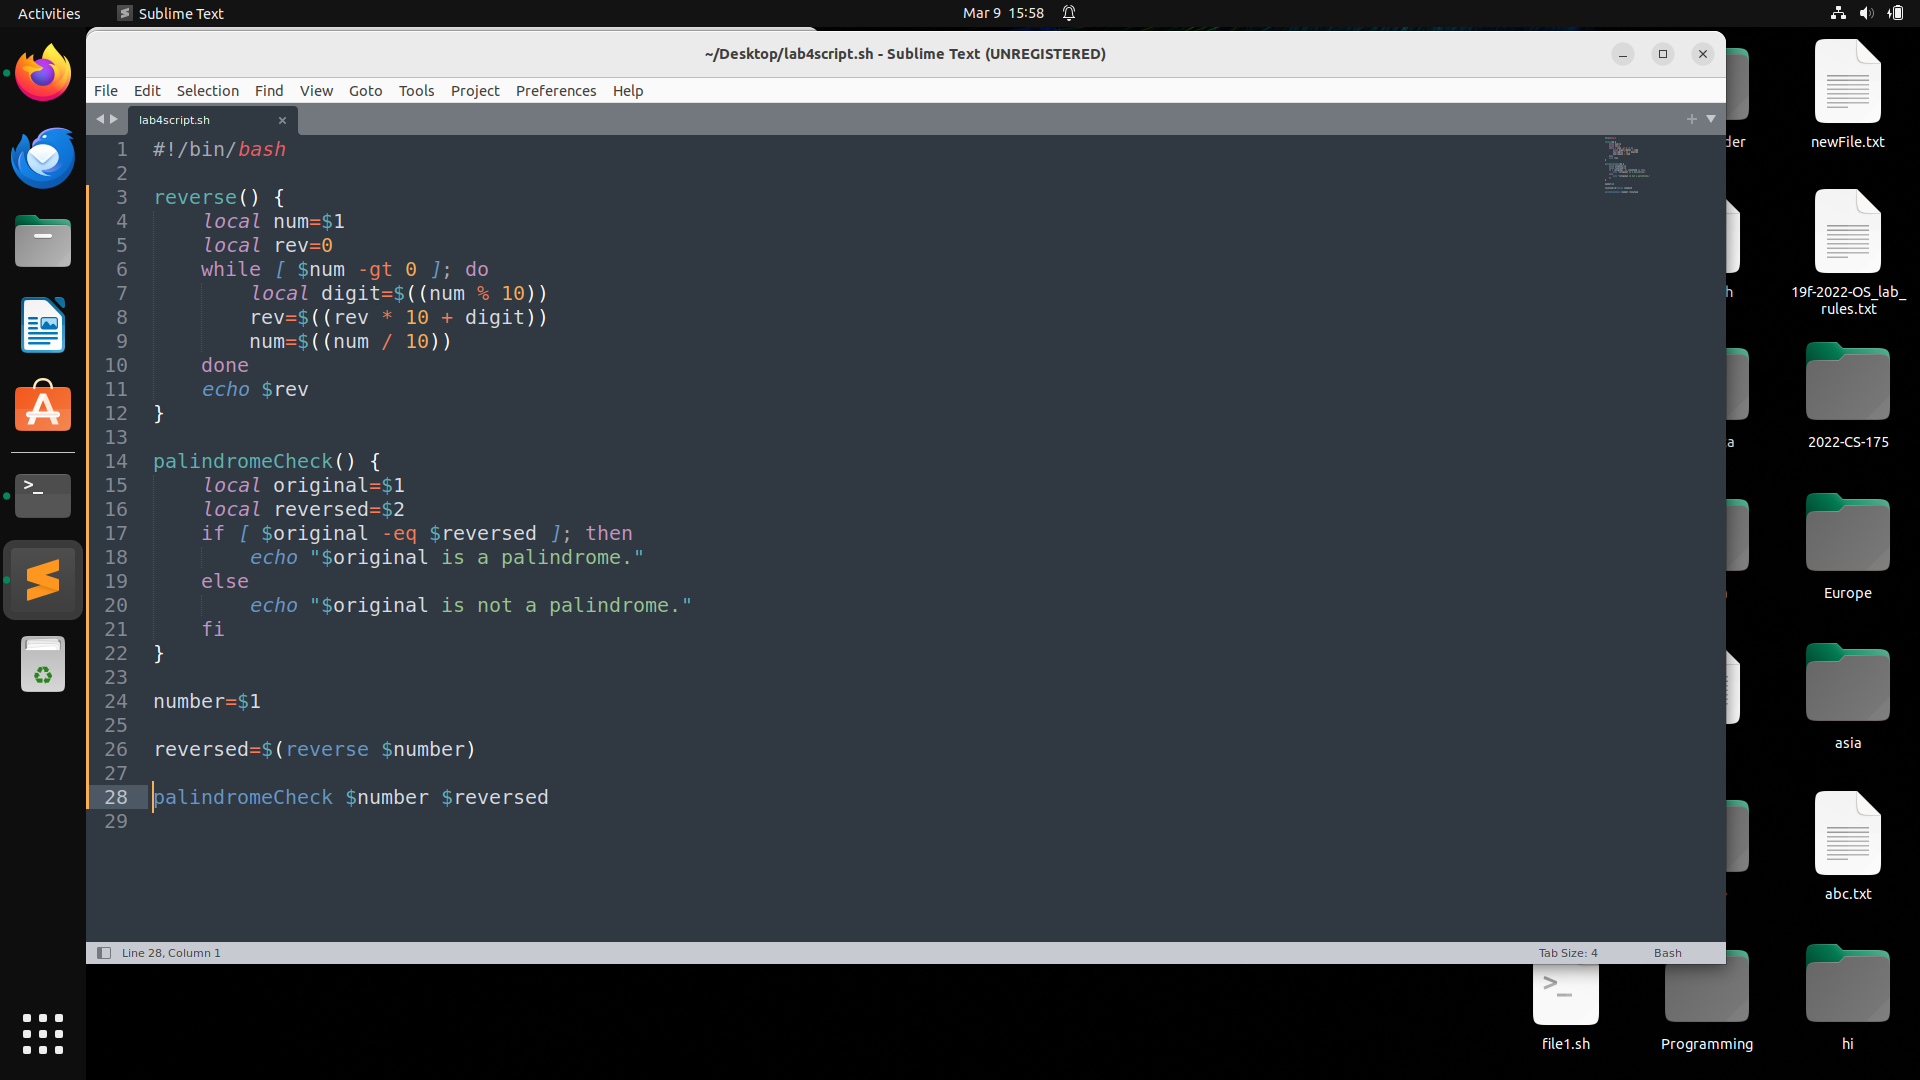 Activities
Sublime Text
Mar 9 15:58
~/Desktop/lab4script.sh - Sublime Text (UNREGISTERED)
File Edit Selection Find View Goto Tools Project Preferences Help
lab4script.sh
1 #!/bin/bash
2
3 reverse() {
4     local num=$1
5     local rev=0
6     while [ $num -gt 0 ]; do
7         local digit=$((num % 10))
8         rev=$((rev * 10 + digit))
9         num=$((num / 10))
10     done
11     echo $rev
12 }
13
14 palindromeCheck() {
15     local original=$1
16     local reversed=$2
17     if [ $original -eq $reversed ]; then
18         echo "$original is a palindrome."
19     else
20         echo "$original is not a palindrome."
21     fi
22 }
23
24 number=$1
25
26 reversed=$(reverse $number)
27
28 palindromeCheck $number $reversed
29
Line 28, Column 1
Tab Size: 4
Bash
der
newFile.txt
h
19f-2022-OS_lab_
rules.txt
a
2022-CS-175
Europe
asia
abc.txt
file1.sh
Programming
hi